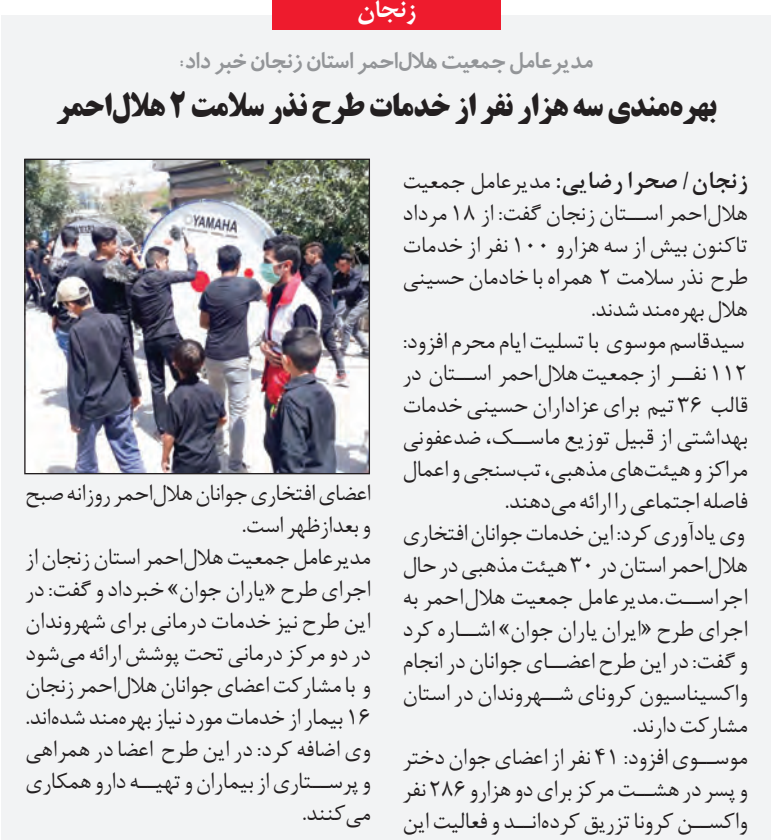 زنجان
مدیرعامل جمعیت هلال‌احمر استان زنجان خبر داد:
بهره‌مندی سه هزار نفر از خدمات طرح نذر سلامت ۲ هلال‌احمر
زنجان / صحرا رضایی: مدیرعامل جمعیت
هلال‌احمر استان زنجان گفت: از ۱۸ مرداد
تاکنون بیش از سه هزارو ۱۰۰ نفر از خدمات
طرح نذر سلامت ۲ همراه با خادمان حسینی
هلال بهره‌مند شدند.
سیدقاسم موسوی با تسلیت ایام محرم افزود:
۱۱۲ نفر از جمعیت هلال‌احمر استان در
قالب ۳۶ تیم برای عزاداران حسینی خدمات
بهداشتی از قبیل توزیع ماسک، ضدعفونی
مراکز و هیئت‌های مذهبی، تب‌سنجی و اعمال
فاصله اجتماعی را ارائه می‌دهند.
وی یادآوری کرد: این خدمات جوانان افتخاری
هلال‌احمر استان در ۳۰ هیئت مذهبی در حال
اجراست.مدیرعامل جمعیت هلال‌احمر به
اجرای طرح «ایران یاران جوان» اشاره کرد
و گفت: در این طرح اعضای جوانان در انجام
واکسیناسیون کرونای شهروندان در استان
مشارکت دارند.
موسوی افزود: ۴۱ نفر از اعضای جوان دختر
و پسر در هشت مرکز برای دو هزارو ۲۸۶ نفر
واکسن کرونا تزریق کرده‌اند و فعالیت این
YAMAHA
اعضای افتخاری جوانان هلال‌احمر روزانه صبح
و بعدازظهر است.
مدیرعامل جمعیت هلال‌احمر استان زنجان از
اجرای طرح «یاران جوان» خبر داد و گفت: در
این طرح نیز خدمات درمانی برای شهروندان
در دو مرکز درمانی تحت پوشش ارائه می‌شود
و با مشارکت اعضای جوانان هلال‌احمر زنجان
۱۶ بیمار از خدمات مورد نیاز بهره‌مند شده‌اند.
وی اضافه کرد: در این طرح اعضا در همراهی
و پرستاری از بیماران و تهیه دارو همکاری
می‌کنند.